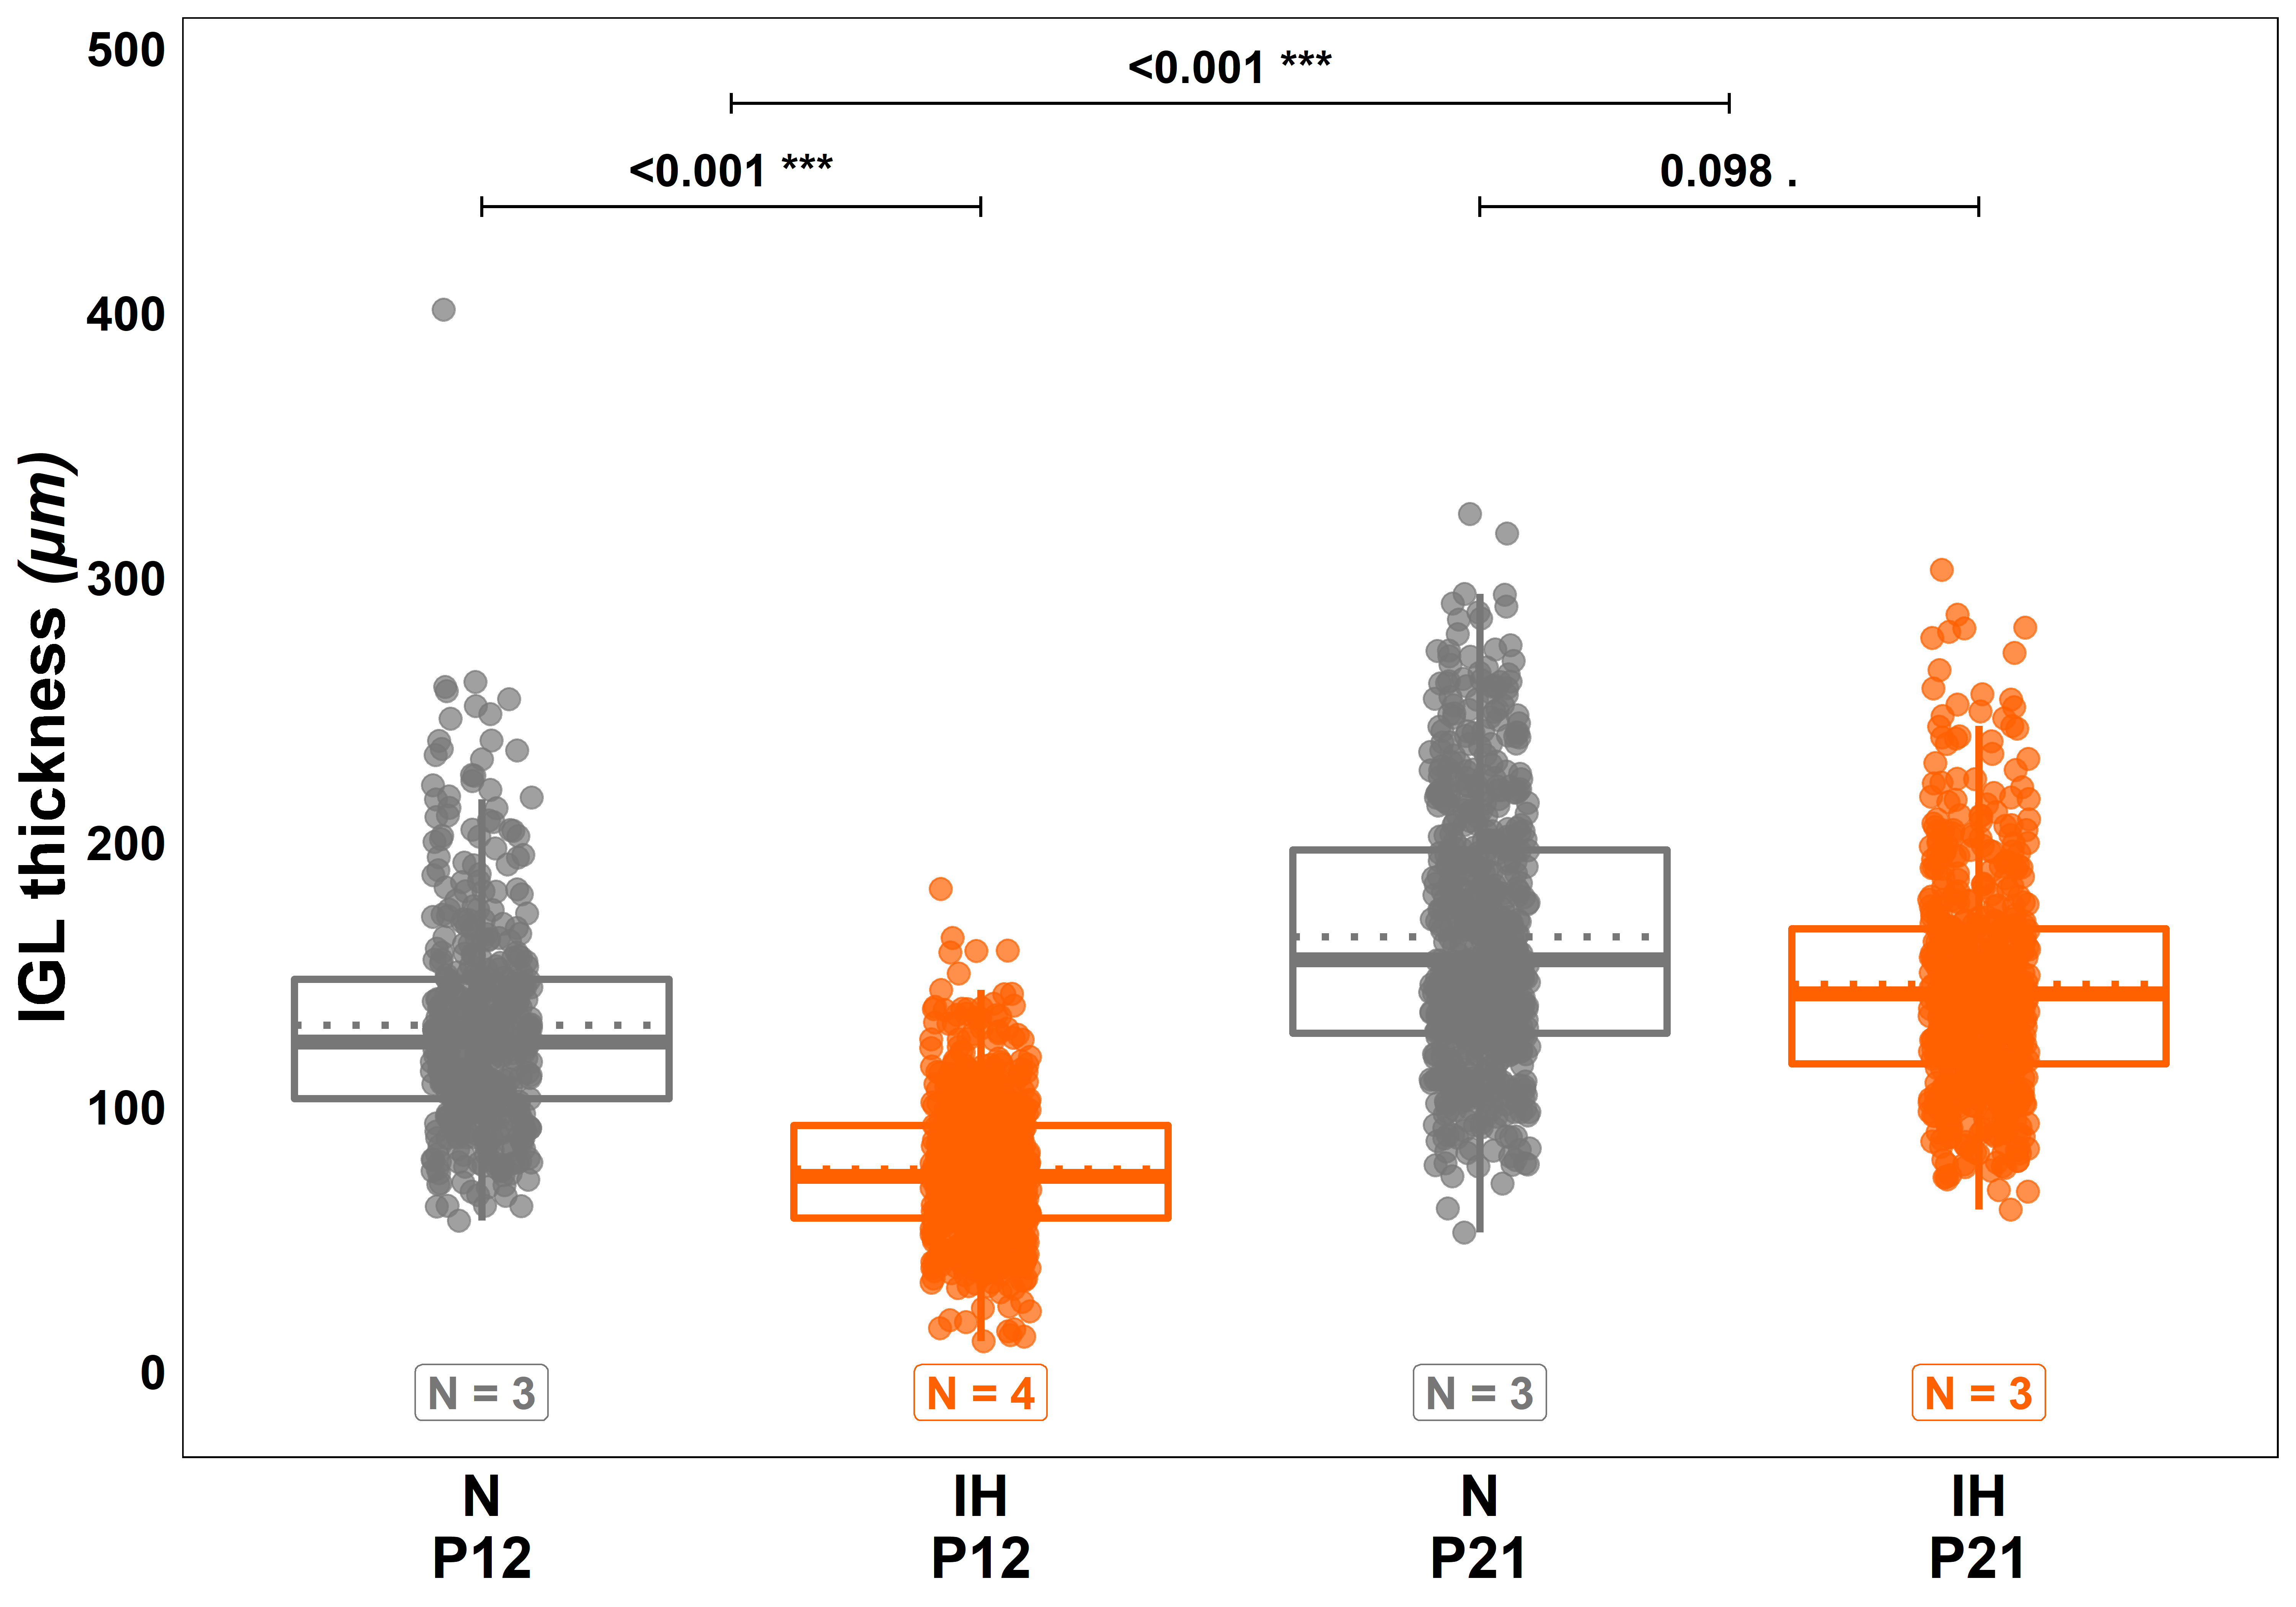 500
<0.001 ***
<0.001 ***
0.098 .
400
300
200
100
0
IGL thickness (µm)
N = 3
N = 4
N = 3
N = 3
N
P12
IH
P12
N
P21
IH
P21